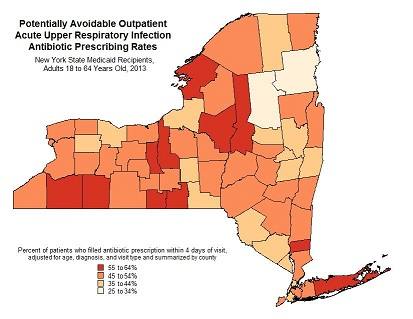 Potentially Avoidable Outpatient
Acute Upper Respiratory Infection
Antibiotic Prescribing Rates
New York State Medicaid Recipients,
Adults 18 to 64 Years Old, 2013
Percent of patients who filled antibiotic prescription within 4 days of visit,
adjusted for age, diagnosis, and visit type and summarized by county
55 to 64%
45 to 54%
35 to 44%
25 to 34%